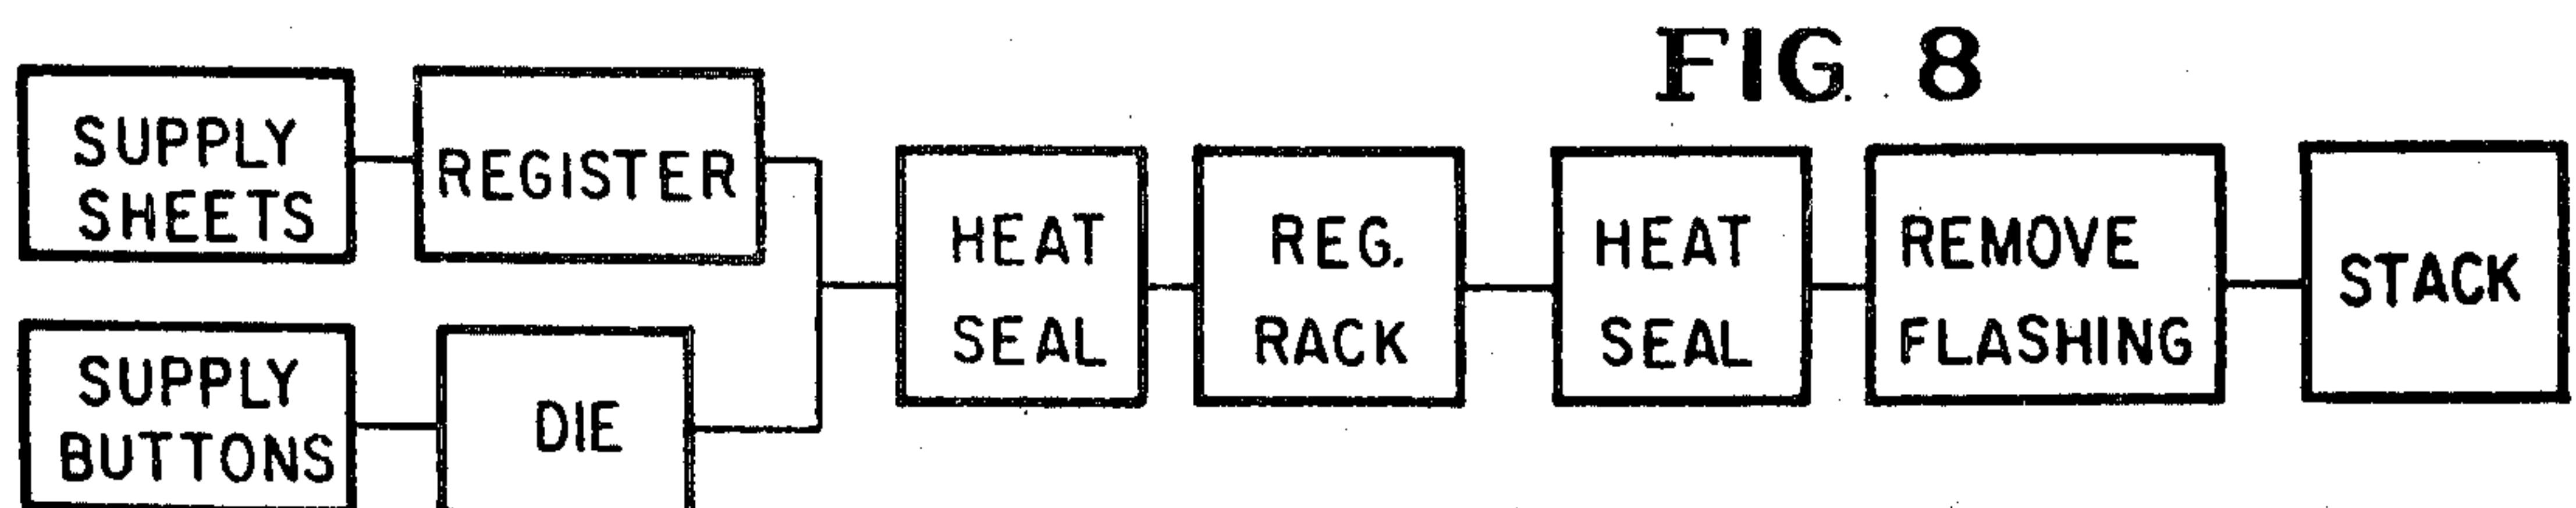 FIG. 8
SUPPLY
SHEETS
REGISTER
SUPPLY
BUTTONS
DIE
HEAT
SEAL
REG.
RACK
HEAT
SEAL
REMOVE
FLASHING
STACK